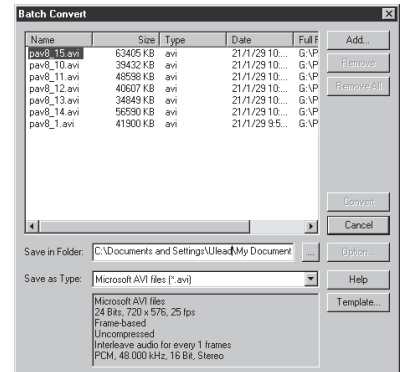 Batch Convert
Name Size Type Date Full F
pav8_15.avi 63405 KB avi 21/1/29 10:... G:\P
pav8_10.avi 39432 KB avi 21/1/29 10:... G:\P
pav8_11.avi 48598 KB avi 21/1/29 10:... G:\P
pav8_12.avi 40607 KB avi 21/1/29 10:... G:\P
pav8_13.avi 34849 KB avi 21/1/29 10:... G:\P
pav8_14.avi 56590 KB avi 21/1/29 10:... G:\P
pav8_1.avi 41900 KB avi 21/1/29 9:5... G:\P
Add...
Remove
Remove All
Convert
Cancel
Save in Folder: C:\Documents and Settings\Ulead\My Document ... Option...
Save as Type: Microsoft AVI files (*.avi) Help
Template...
Microsoft AVI files
24 Bits, 720 x 576, 25 fps
Frame-based
Uncompressed
Interleave audio for every 1 frames
PCM, 48.000 kHz, 16 Bit, Stereo